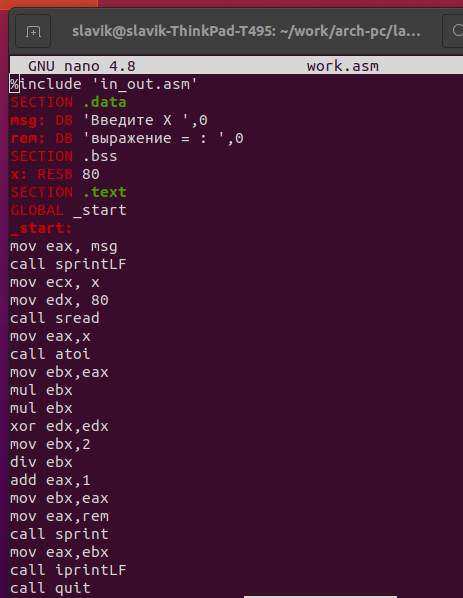 slavik@slavik-ThinkPad-T495: ~/work/arch-pc/la...
GNU nano 4.8 work.asm
%include 'in_out.asm'
SECTION .data
msg: DB 'Введите X ',0
rem: DB 'выражение = : ',0
SECTION .bss
x: RESB 80
SECTION .text
GLOBAL _start
_start:
mov eax, msg
call sprintLF
mov ecx, x
mov edx, 80
call sread
mov eax,x
call atoi
mov ebx,eax
mul ebx
mul ebx
xor edx,edx
mov ebx,2
div ebx
add eax,1
mov ebx,eax
mov eax,rem
call sprint
mov eax,ebx
call iprintLF
call quit